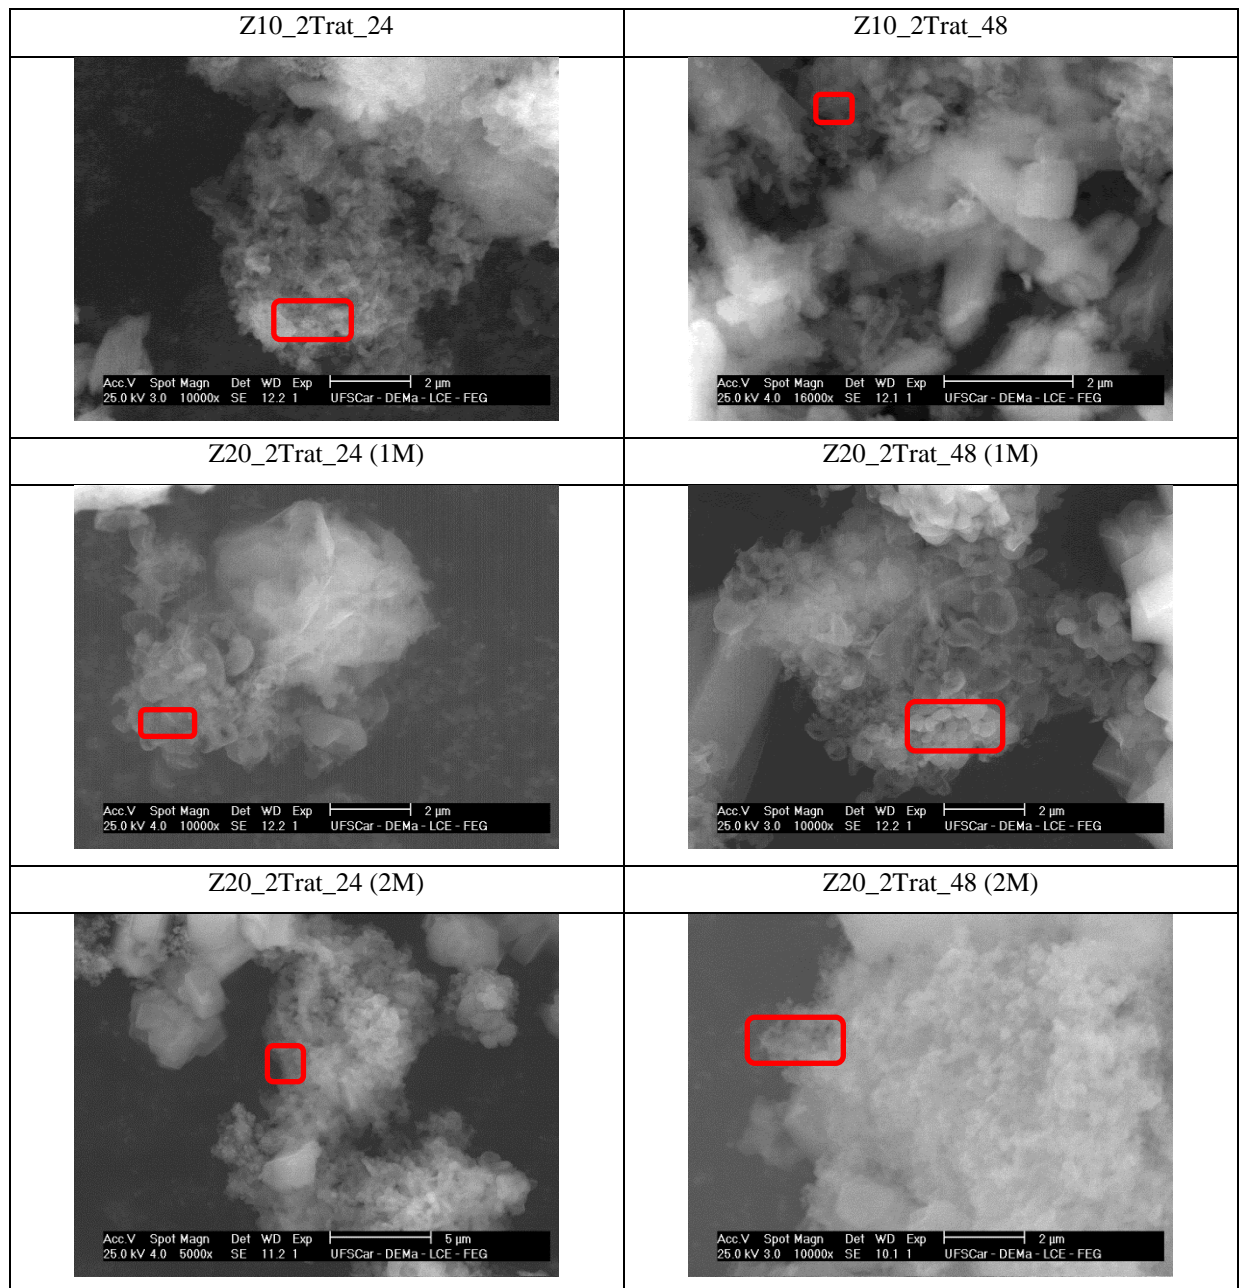 Z10_2Trat_24
Z10_2Trat_48
Acc.V Spot Magn Det WD Exp 2 µm
25.0 kV 3.0 10000x SE 12.2 1 UFSCar - DEMa - LCE - FEG
Acc.V Spot Magn Det WD Exp 2 µm
25.0 kV 4.0 16000x SE 12.1 1 UFSCar - DEMa - LCE - FEG
Z20_2Trat_24 (1M)
Z20_2Trat_48 (1M)
Acc.V Spot Magn Det WD Exp 2 µm
25.0 kV 4.0 10000x SE 12.2 1 UFSCar - DEMa - LCE - FEG
Acc.V Spot Magn Det WD Exp 2 µm
25.0 kV 3.0 10000x SE 12.2 1 UFSCar - DEMa - LCE - FEG
Z20_2Trat_24 (2M)
Z20_2Trat_48 (2M)
Acc.V Spot Magn Det WD Exp 5 µm
25.0 kV 4.0 5000x SE 11.2 1 UFSCar - DEMa - LCE - FEG
Acc.V Spot Magn Det WD Exp 2 µm
25.0 kV 3.0 10000x SE 10.1 1 UFSCar - DEMa - LCE - FEG